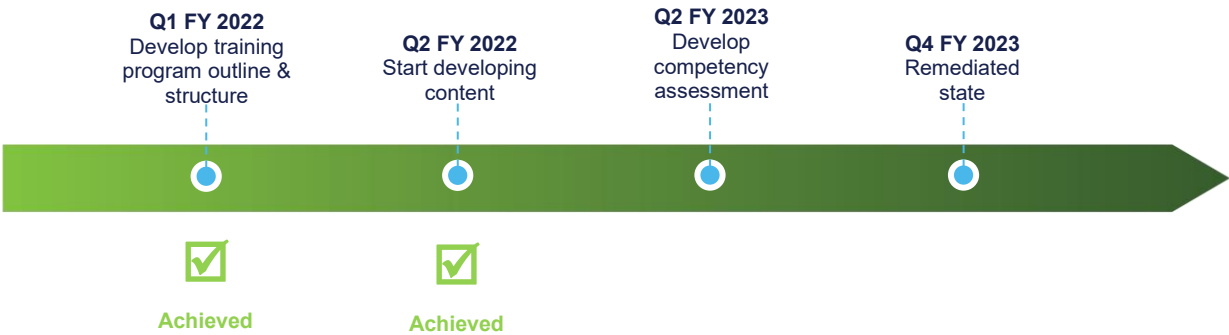 Q1 FY 2022
Develop training
program outline &
structure
Q2 FY 2022
Start developing
content
Q2 FY 2023
Develop
competency
assessment
Q4 FY 2023
Remediated
state
Achieved
Achieved